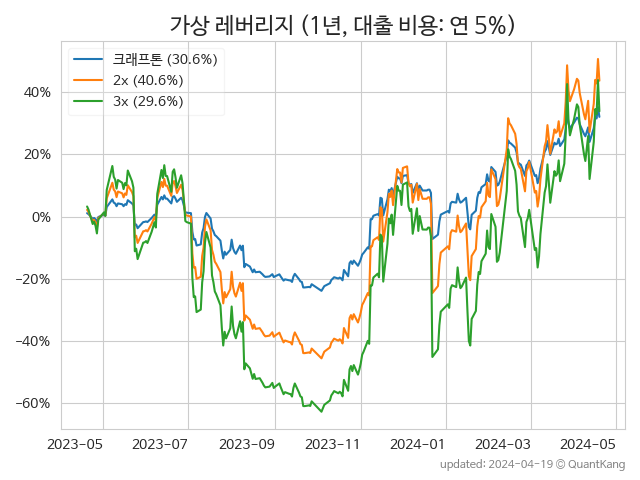 가상 레버리지 (1년, 대출 비용: 연 5%)
크래프톤 (30.6%)
2x (40.6%)
3x (29.6%)
40%
20%
0%
−20%
−40%
−60%
2023-05 2023-07 2023-09 2023-11 2024-01 2024-03 2024-05
updated: 2024-04-19 © QuantKang